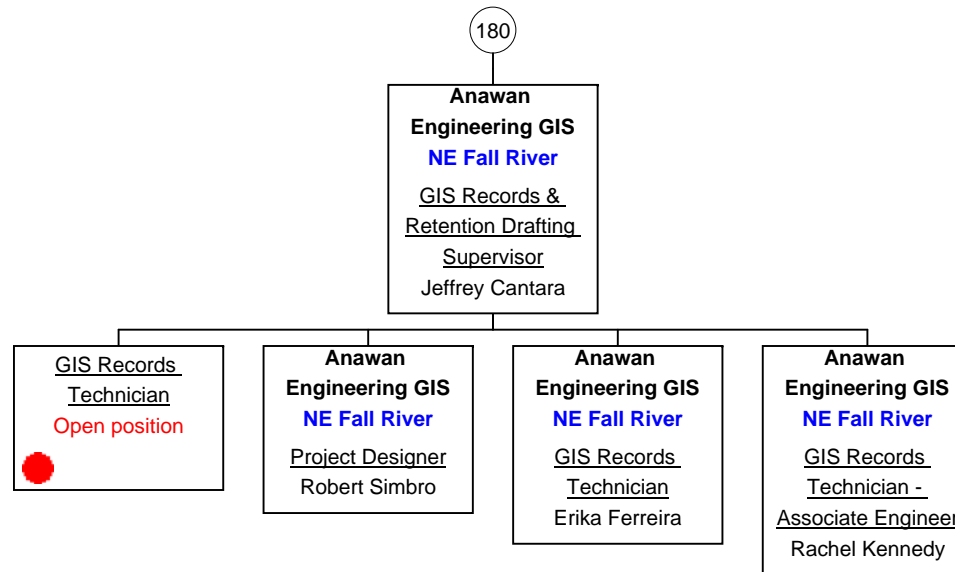 180
Anawan
Engineering GIS
NE Fall River
GIS Records &
Retention Drafting
Supervisor
Jeffrey Cantara
GIS Records
Technician
Open position
Anawan
Engineering GIS
NE Fall River
Project Designer
Robert Simbro
Anawan
Engineering GIS
NE Fall River
GIS Records
Technician
Erika Ferreira
Anawan
Engineering GIS
NE Fall River
GIS Records
Technician -
Associate Engineer
Rachel Kennedy